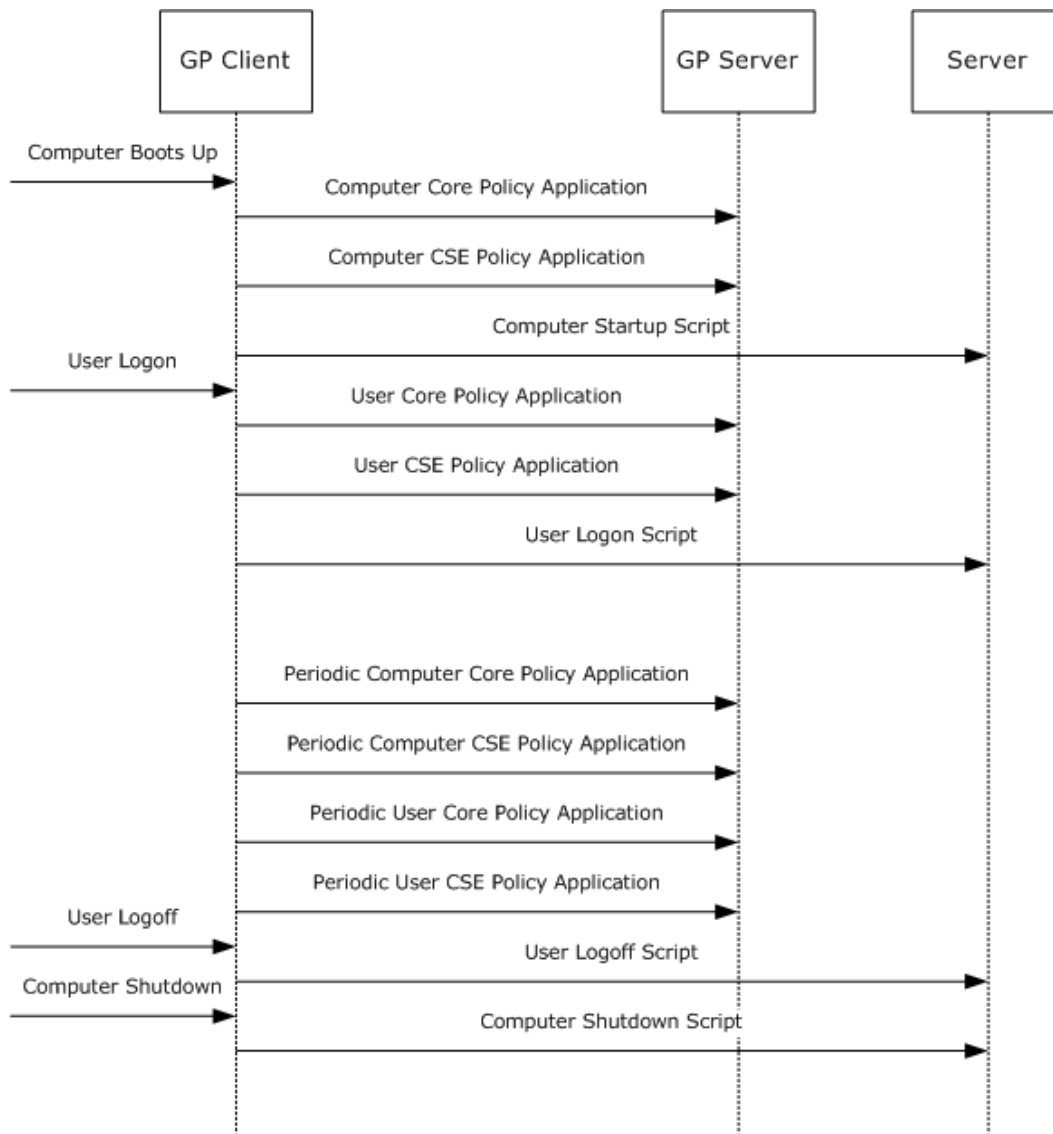 GP Client
GP Server
Server
Computer Boots Up
Computer Core Policy Application
Computer CSE Policy Application
Computer Startup Script
User Logon
User Core Policy Application
User CSE Policy Application
User Logon Script
Periodic Computer Core Policy Application
Periodic Computer CSE Policy Application
Periodic User Core Policy Application
Periodic User CSE Policy Application
User Logoff
User Logoff Script
Computer Shutdown
Computer Shutdown Script